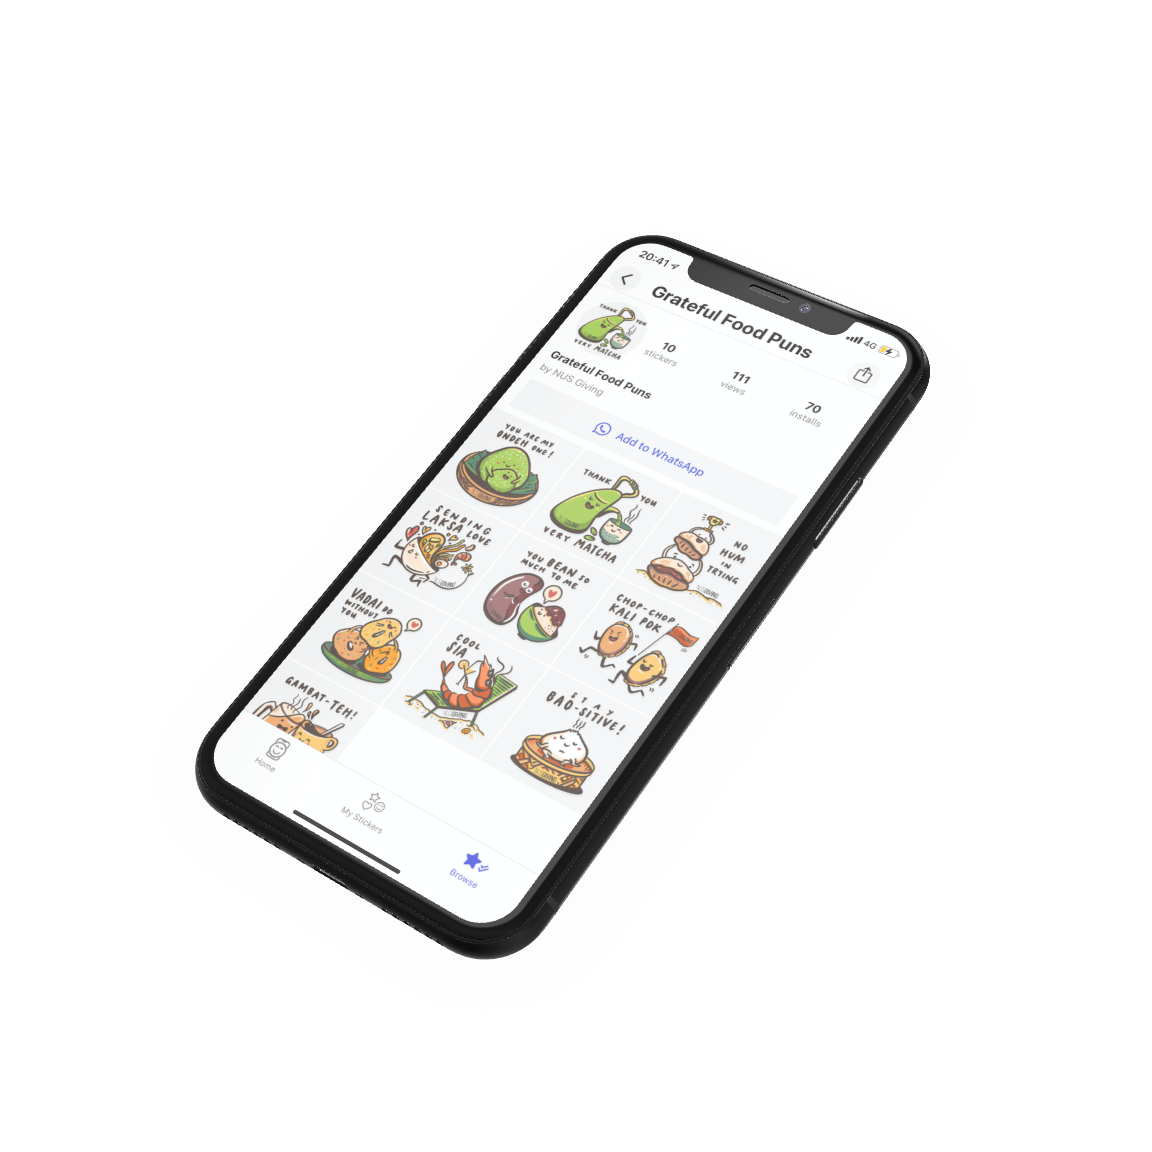 20:41
4G
Grateful Food Puns
THANK YOU
VERY MATCHA
10
stickers
111
views
70
installs
Grateful Food Puns
by NUS Giving
Add to WhatsApp
YOU ARE MY
ONDEH ONE!
THANK YOU
VERY MATCHA
NO
HUM
IN
TRYING
SENDING
LAKSA LOVE
YOU BEAN SO
MUCH TO ME
CHOP-CHOP
KALI POK
VADAI DO
WITHOUT
YOU
COOL
SIA
STAY
BAO-SITIVE!
GAMBAT-TEH!
Home
My Stickers
Browse